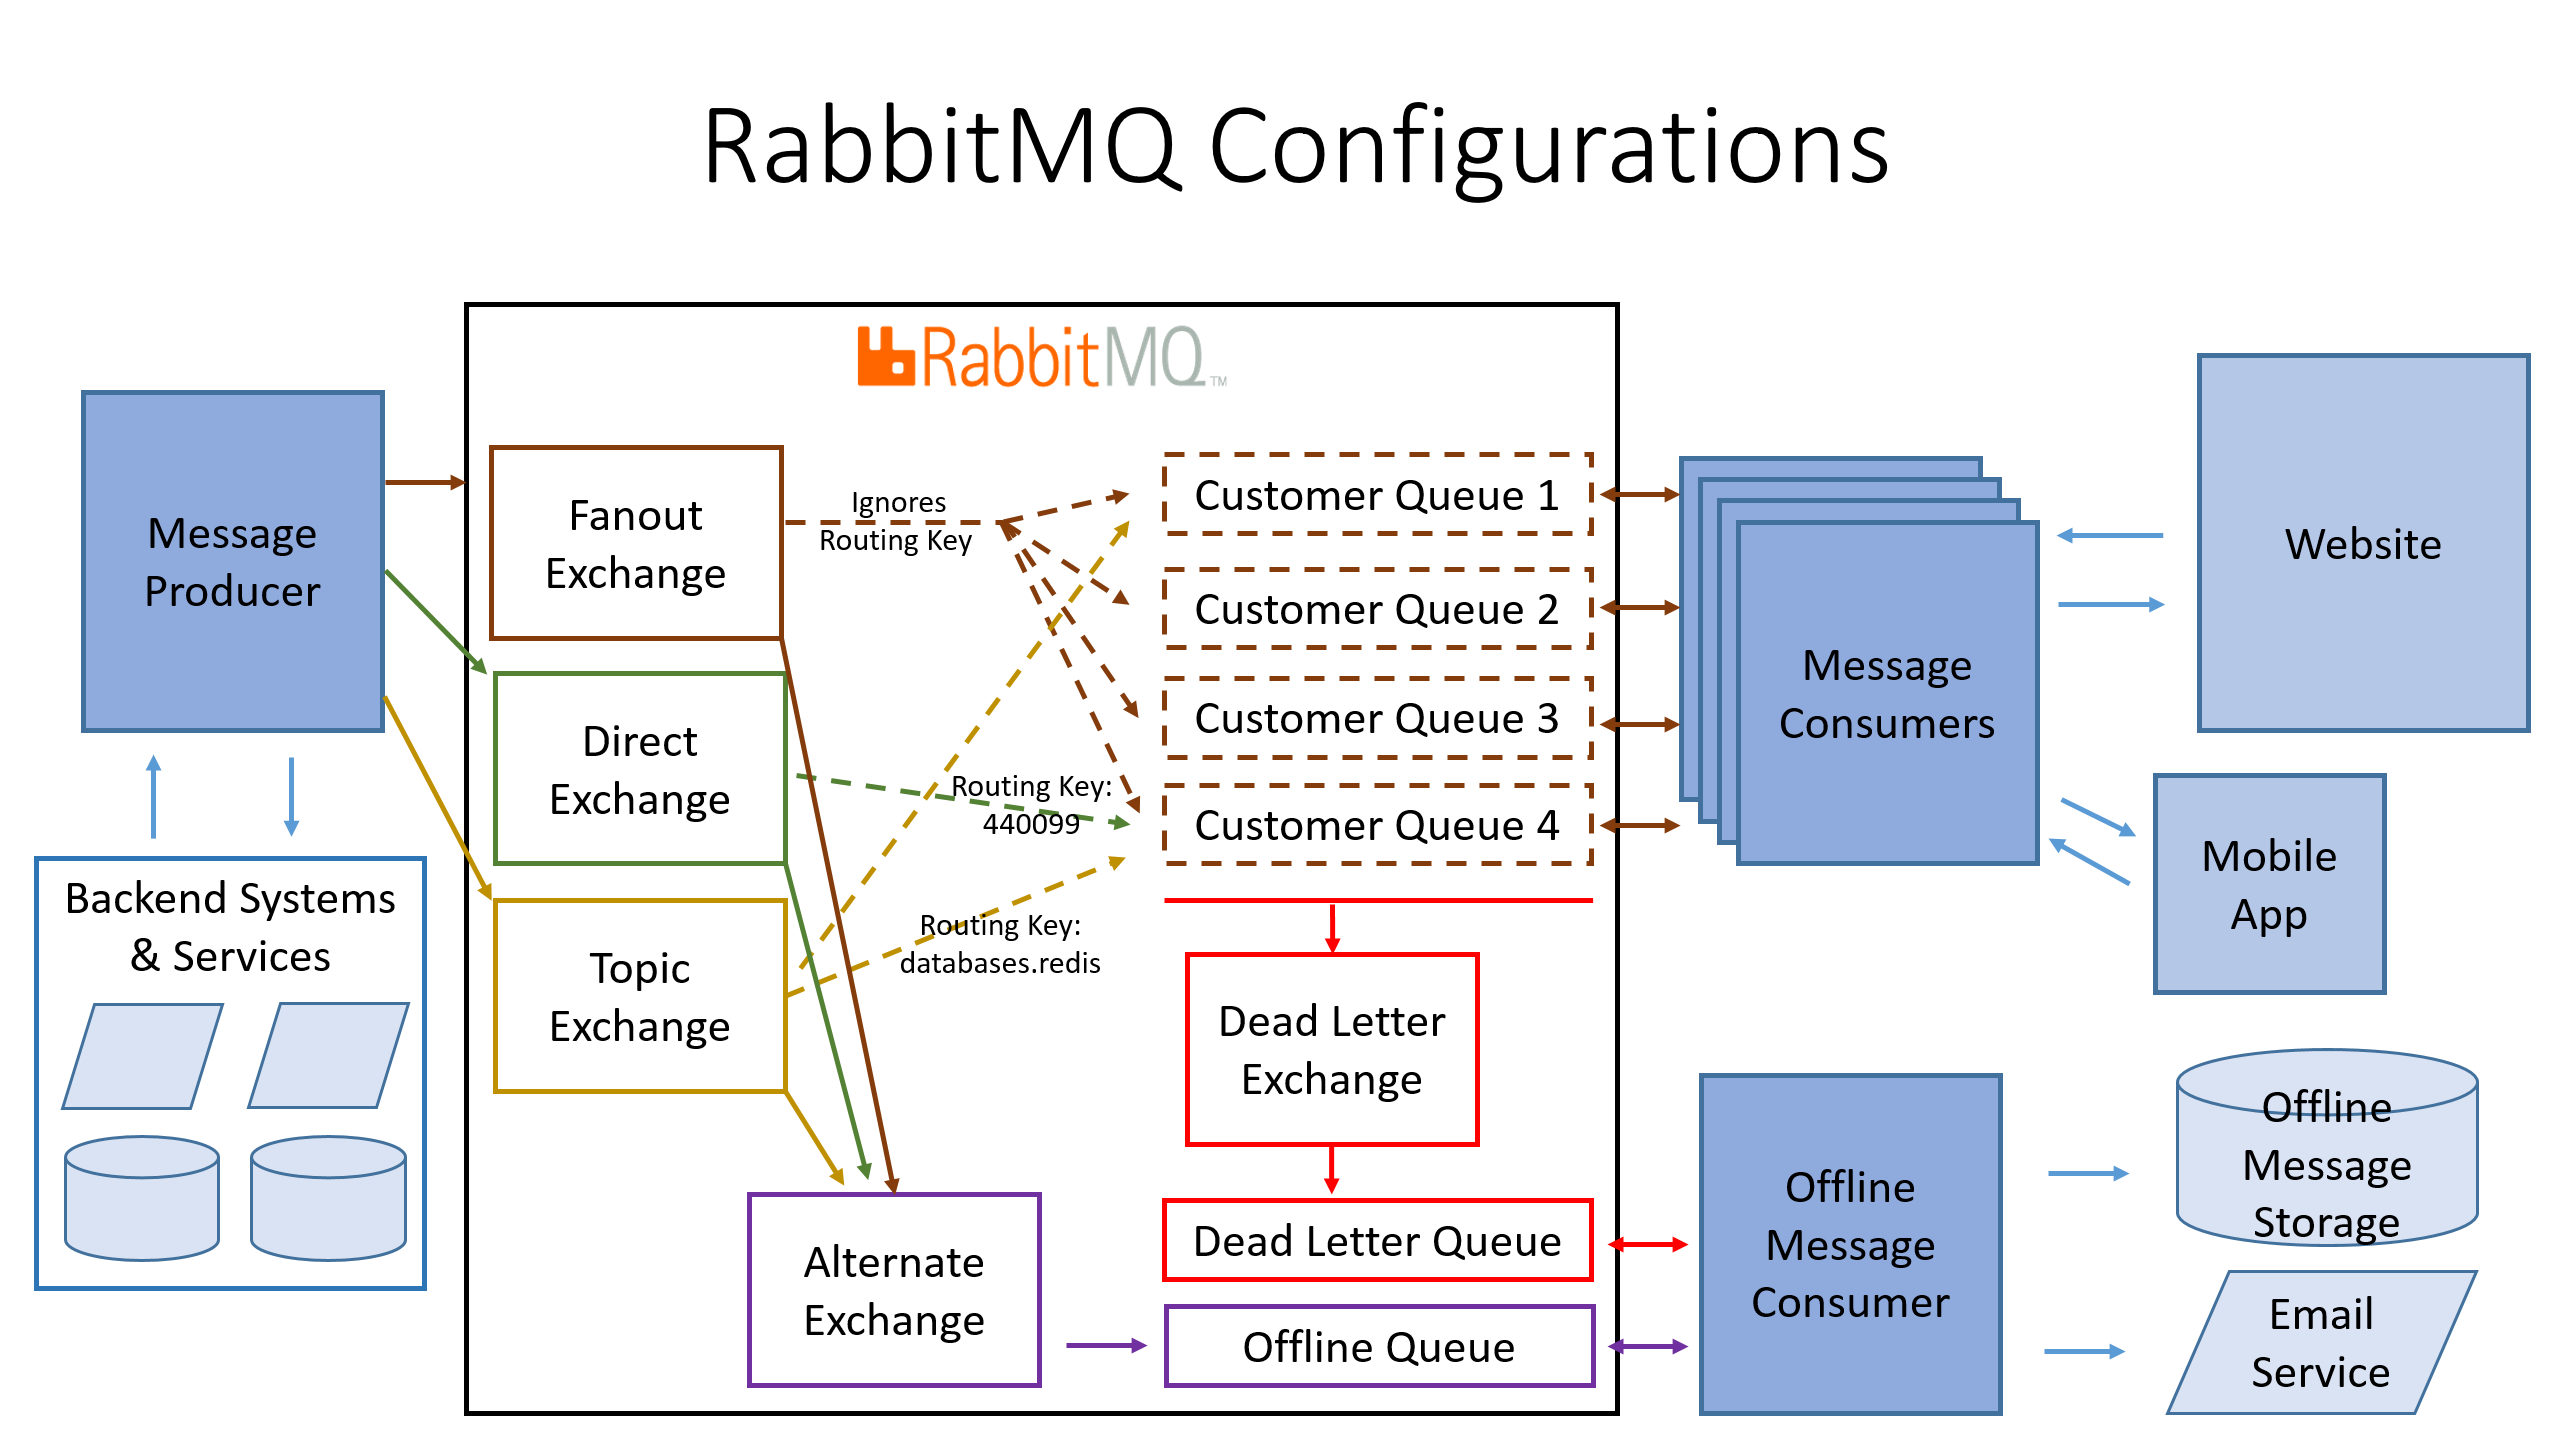 RabbitMQ Configurations
RabbitMQ™
Message
Producer
Backend Systems
& Services
Fanout
Exchange
Direct
Exchange
Topic
Exchange
Ignores
Routing Key
Routing Key:
440099
Routing Key:
databases.redis
Alternate
Exchange
Customer Queue 1
Customer Queue 2
Customer Queue 3
Customer Queue 4
Dead Letter
Exchange
Dead Letter Queue
Offline Queue
Message
Consumers
Website
Mobile
App
Offline
Message
Consumer
Offline
Message
Storage
Email
Service